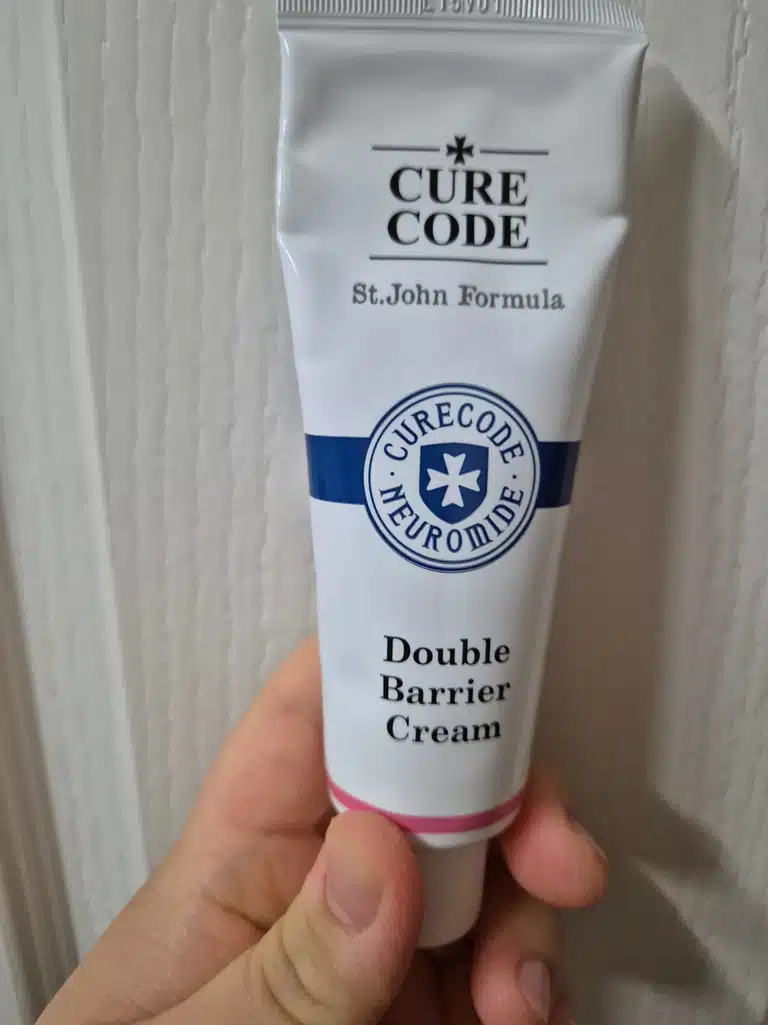 CURE
CODE
St.John Formula
CURECODE
NEUROMIDE
Double
Barrier
Cream